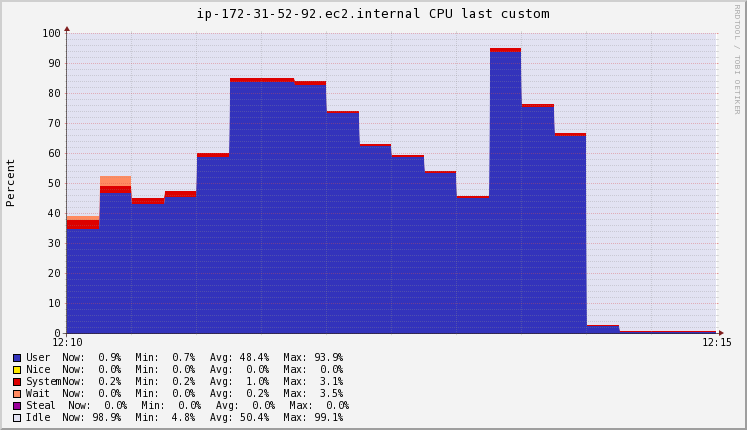 ip-172-31-52-92.ec2.internal CPU last custom
RRDTOOL / TOBI OETIKER
Percent
100
90
80
70
60
50
40
30
20
10
0
12:10 12:15
User Now: 0.9% Min: 0.7% Avg: 48.4% Max: 93.9%
Nice Now: 0.0% Min: 0.0% Avg: 0.0% Max: 0.0%
System Now: 0.2% Min: 0.2% Avg: 1.0% Max: 3.1%
Wait Now: 0.0% Min: 0.0% Avg: 0.2% Max: 3.5%
Steal Now: 0.0% Min: 0.0% Avg: 0.0% Max: 0.0%
Idle Now: 98.9% Min: 4.8% Avg: 50.4% Max: 99.1%